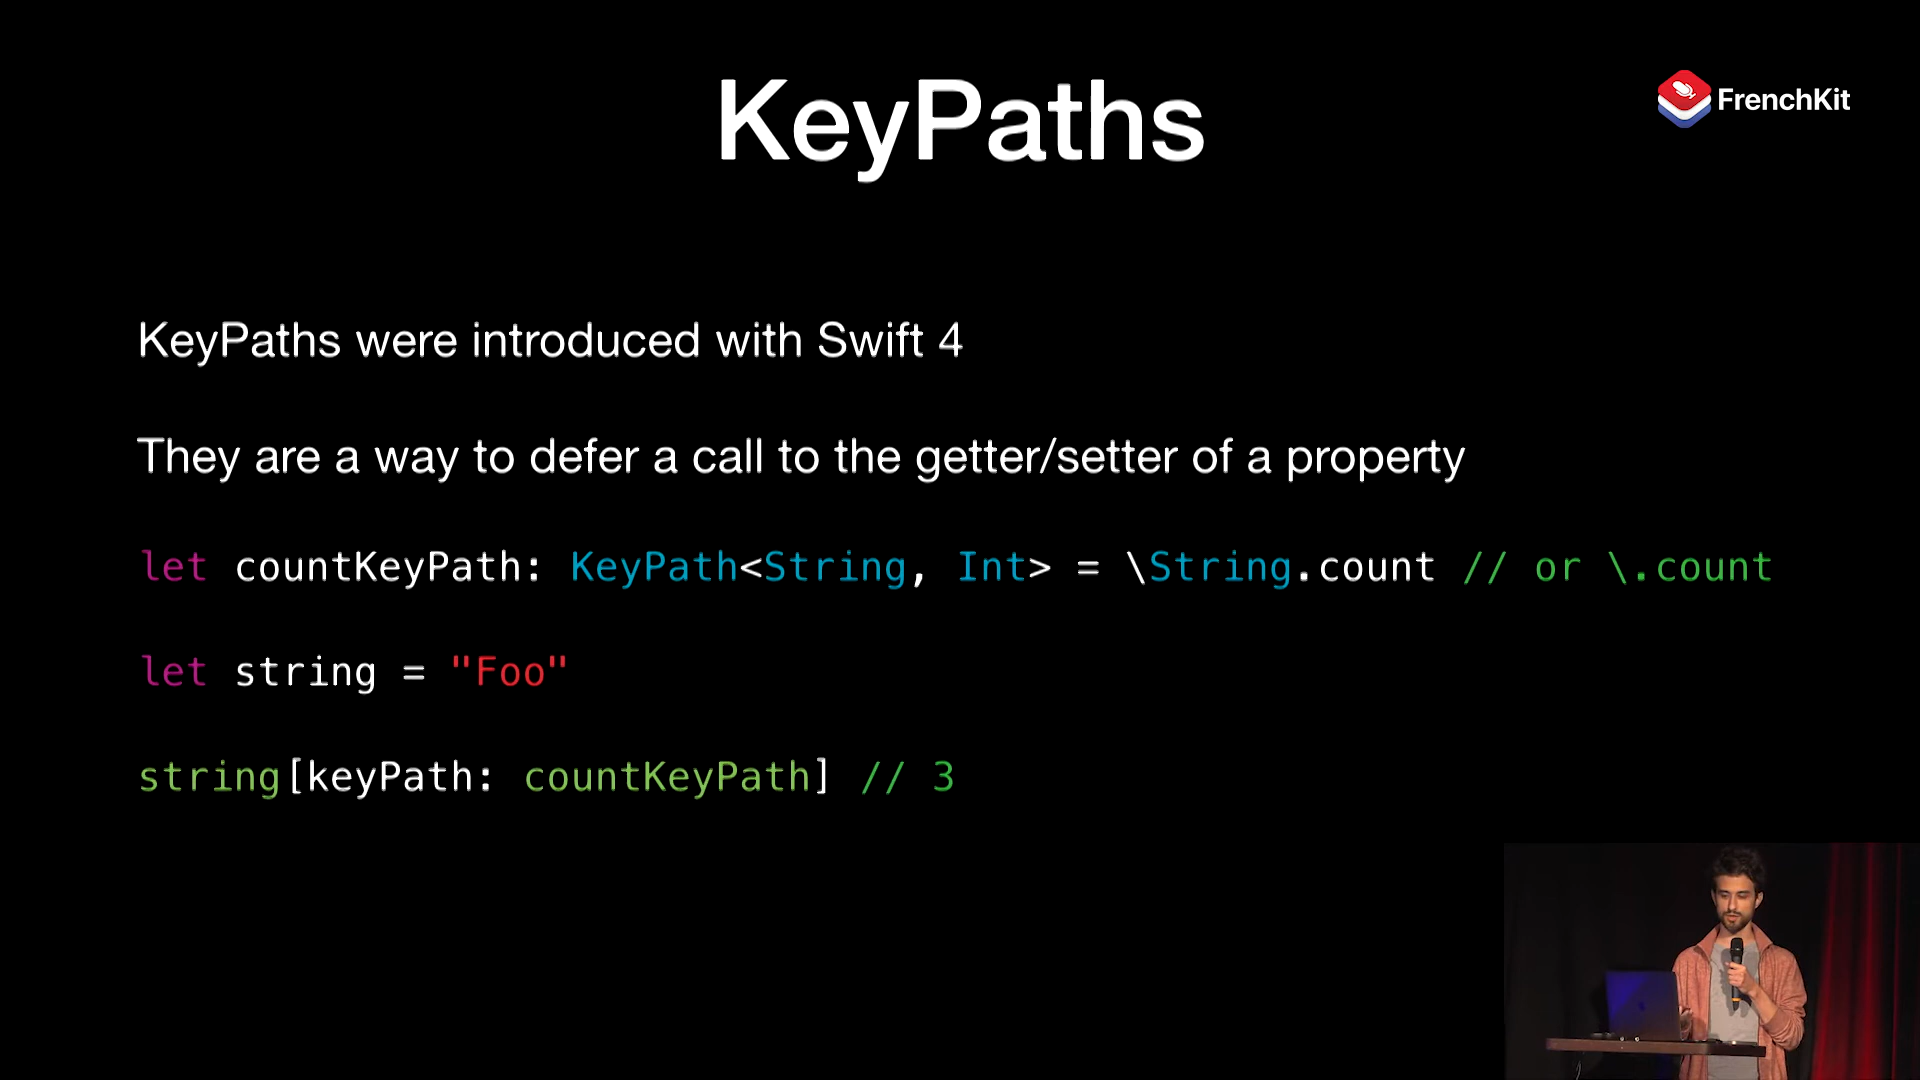 KeyPaths
FrenchKit
KeyPaths were introduced with Swift 4
They are a way to defer a call to the getter/setter of a property
let countKeyPath: KeyPath<String, Int> = \String.count // or \.count
let string = "Foo"
string[keyPath: countKeyPath] // 3